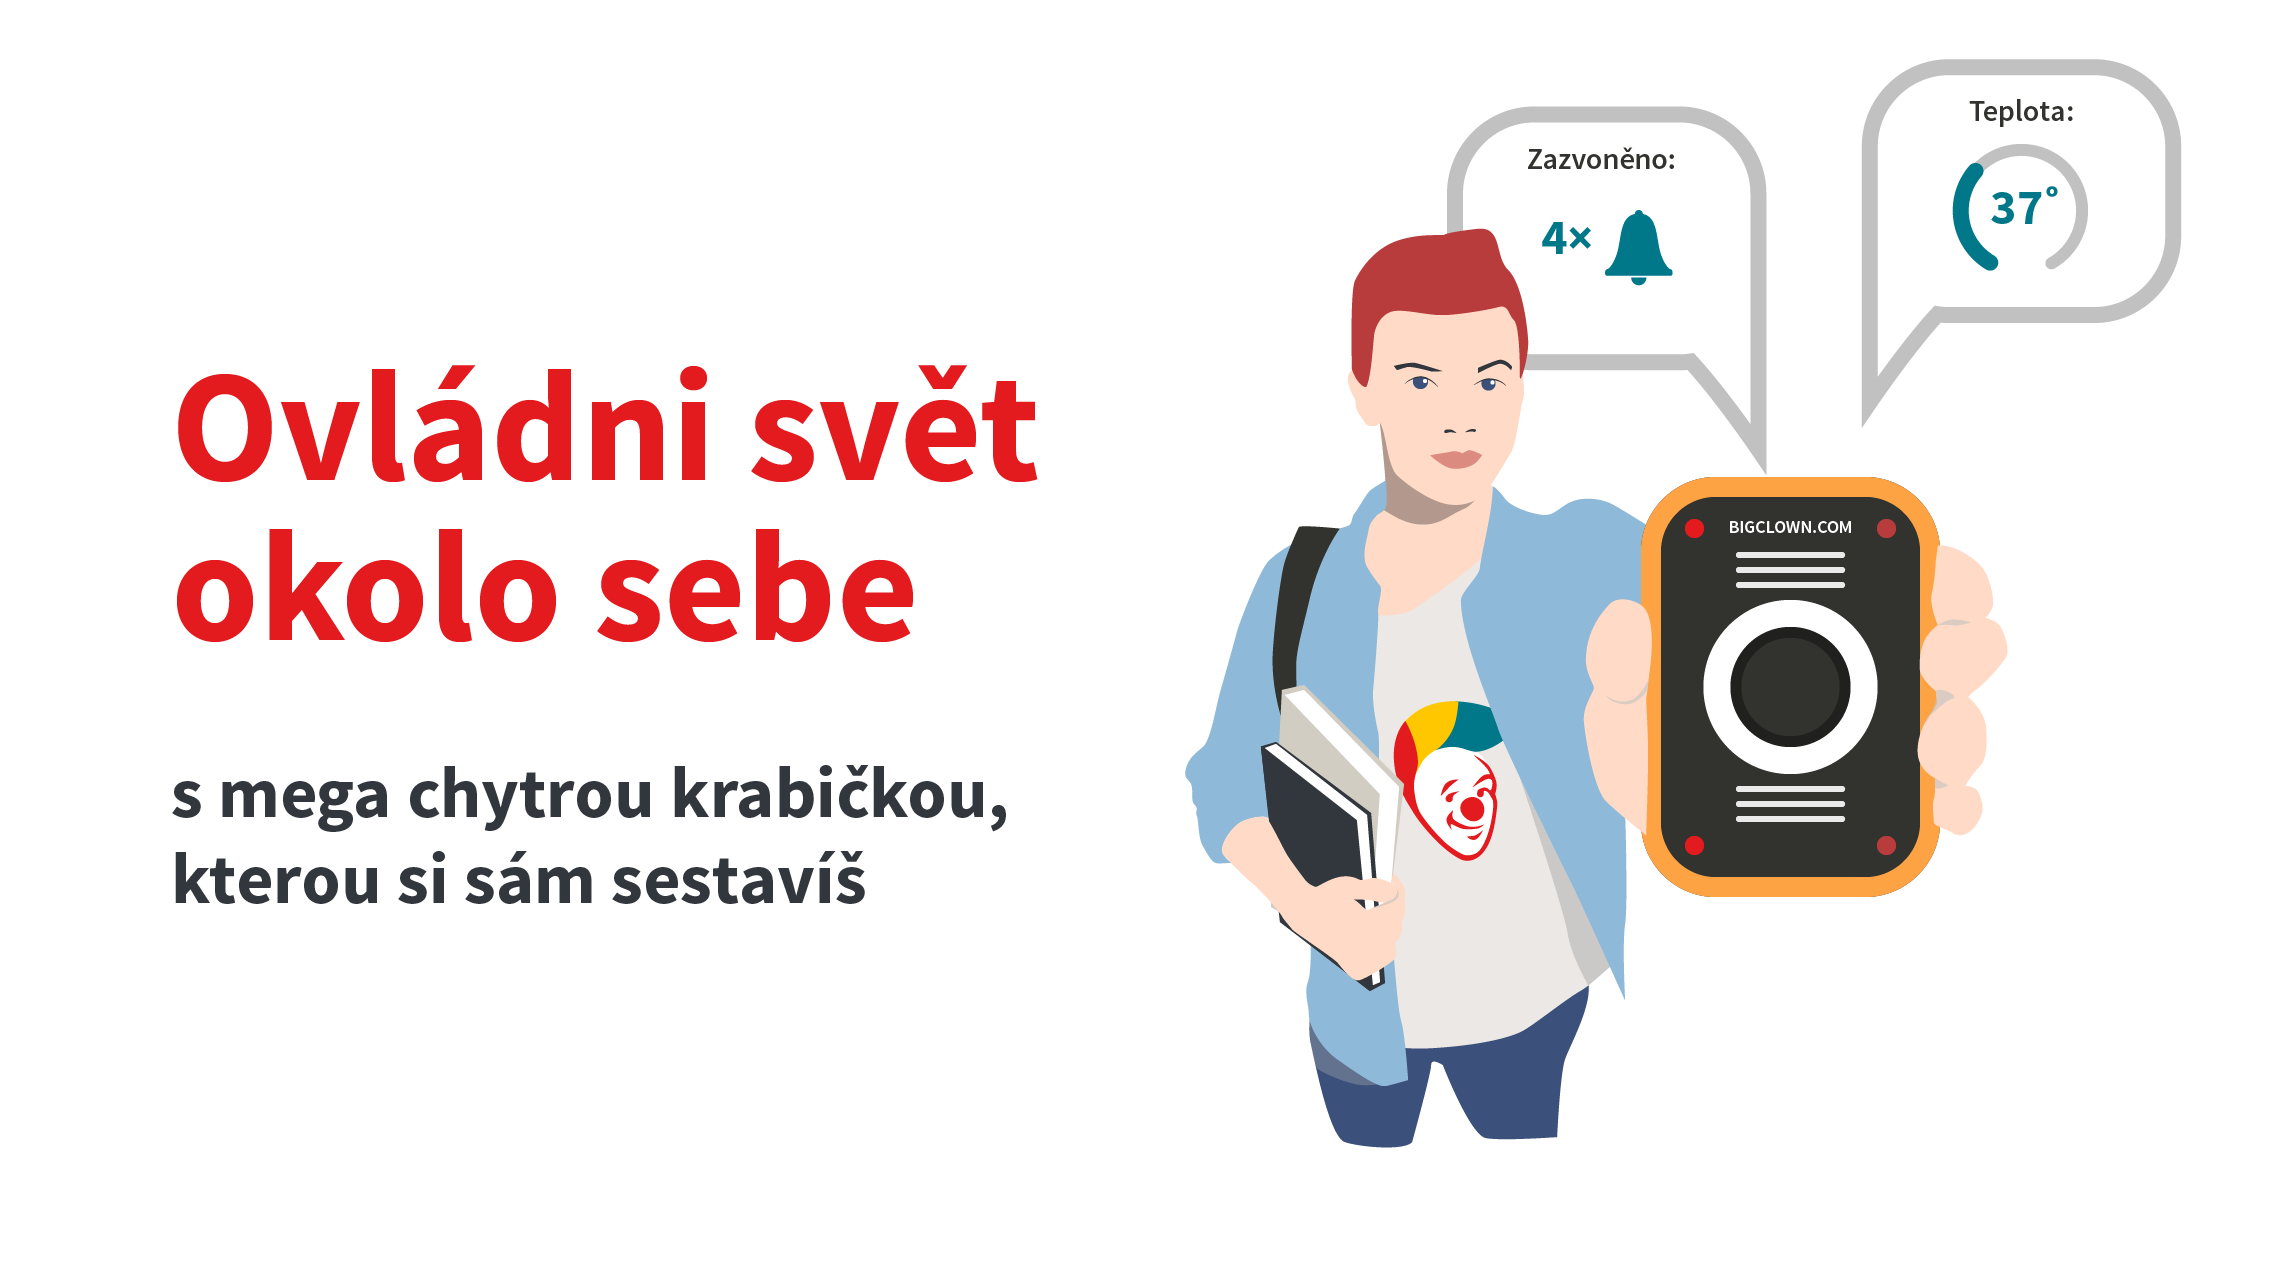 Ovládni svět
okolo sebe
s mega chytrou krabičkou,
kterou si sám sestavíš
Zazvoněno:
4×
Teplota:
37°
BIGCLOWN.COM